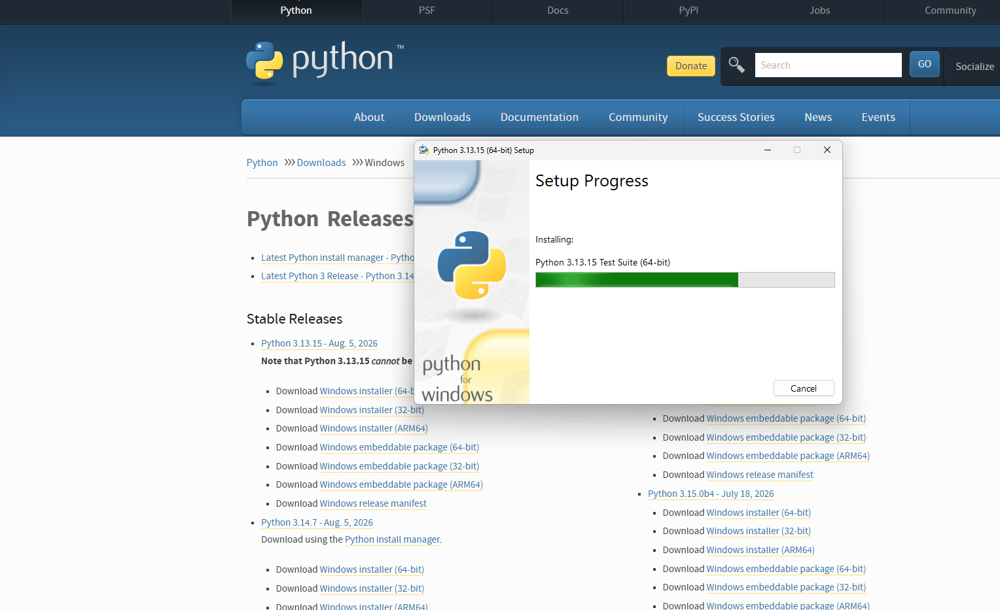 Python
PSF
Docs
PyPI
Jobs
Community
python™
Donate
Search
GO
Socialize
About
Downloads
Documentation
Community
Success Stories
News
Events
Python >>> Downloads >>> Windows
Python Releases
Latest Python install manager - Pytho
Latest Python 3 Release - Python 3.14
Stable Releases
Python 3.13.15 - Aug. 5, 2026
Note that Python 3.13.15 cannot be
Download Windows installer (64-b
Download Windows installer (32-bit)
Download Windows installer (ARM64)
Download Windows embeddable package (64-bit)
Download Windows embeddable package (32-bit)
Download Windows embeddable package (ARM64)
Download Windows release manifest
Python 3.14.7 - Aug. 5, 2026
Download using the Python install manager.
Download Windows installer (64-bit)
Download Windows installer (32-bit)
Download Windows installer (ARM64)
Python 3.13.15 (64-bit) Setup
Setup Progress
Installing:
Python 3.13.15 Test Suite (64-bit)
python
for
windows
Cancel
Download Windows embeddable package (64-bit)
Download Windows embeddable package (32-bit)
Download Windows embeddable package (ARM64)
Download Windows release manifest
Python 3.15.0b4 - July 18, 2026
Download Windows installer (64-bit)
Download Windows installer (32-bit)
Download Windows installer (ARM64)
Download Windows embeddable package (64-bit)
Download Windows embeddable package (32-bit)
Download Windows embeddable package (ARM64)